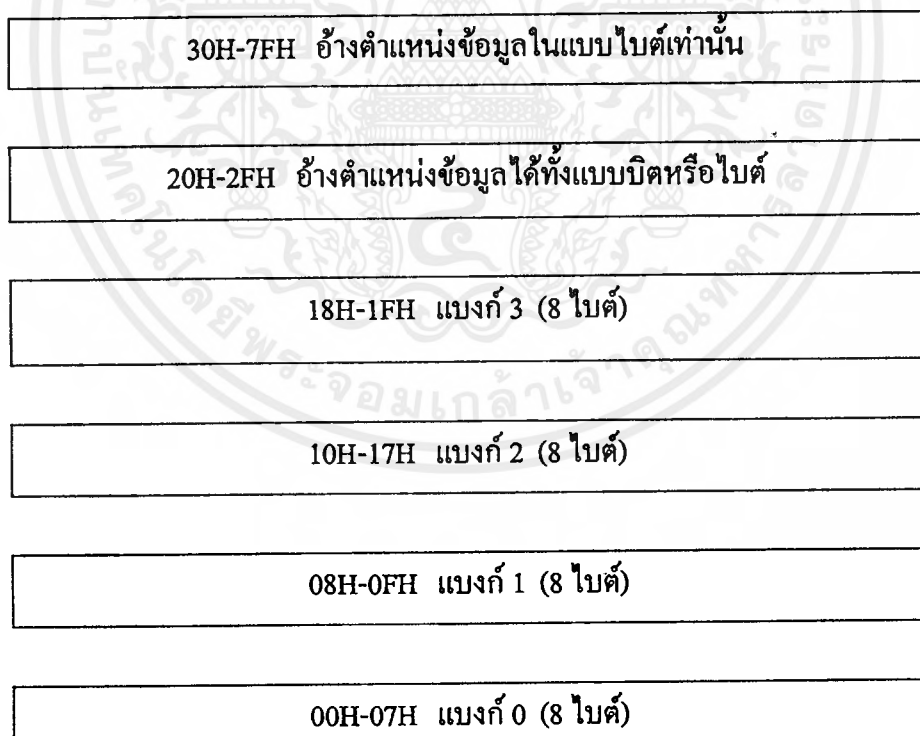 30H-7FH อ้างตำแหน่งข้อมูลในแบบไบต์เท่านั้น
20H-2FH อ้างตำแหน่งข้อมูลได้ทั้งแบบบิตหรือไบต์
18H-1FH แบงก์ 3 (8 ไบต์)
10H-17H แบงก์ 2 (8 ไบต์)
08H-0FH แบงก์ 1 (8 ไบต์)
00H-07H แบงก์ 0 (8 ไบต์)